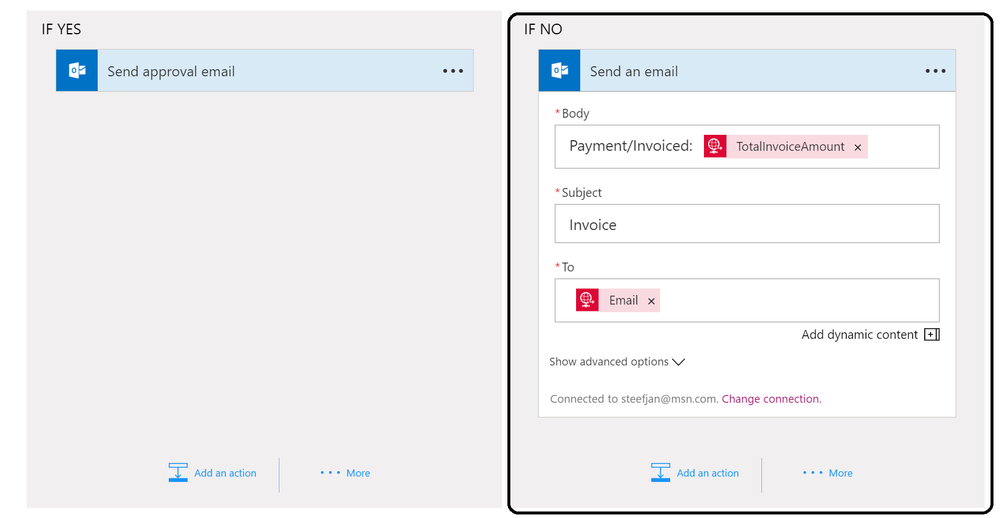 IF YES
Send approval email
Add an action
More
IF NO
Send an email
* Body
Payment/Invoiced: TotalInvoiceAmount ×
* Subject
Invoice
* To
Email ×
Add dynamic content
Show advanced options
Connected to steefjan@msn.com. Change connection.
Add an action
More